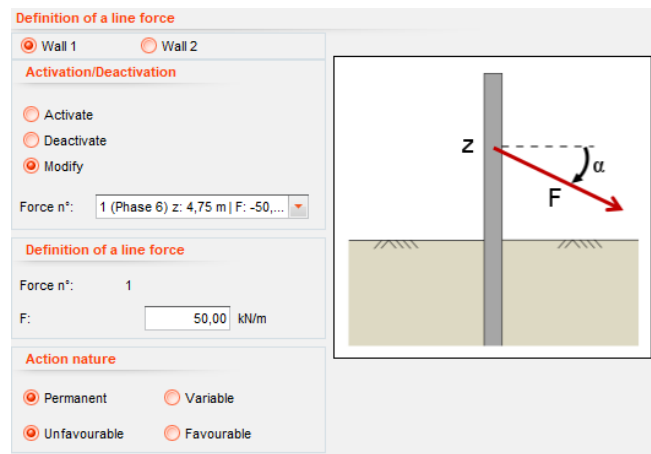 Definition of a line force
Wall 1 Wall 2
Activation/Deactivation
Activate
Deactivate
Modify
Force n°: 1 (Phase 6) z: 4,75 m | F: -50,...
Definition of a line force
Force n°: 1
F: 50,00 kN/m
Action nature
Permanent Variable
Unfavourable Favourable
z
α
F